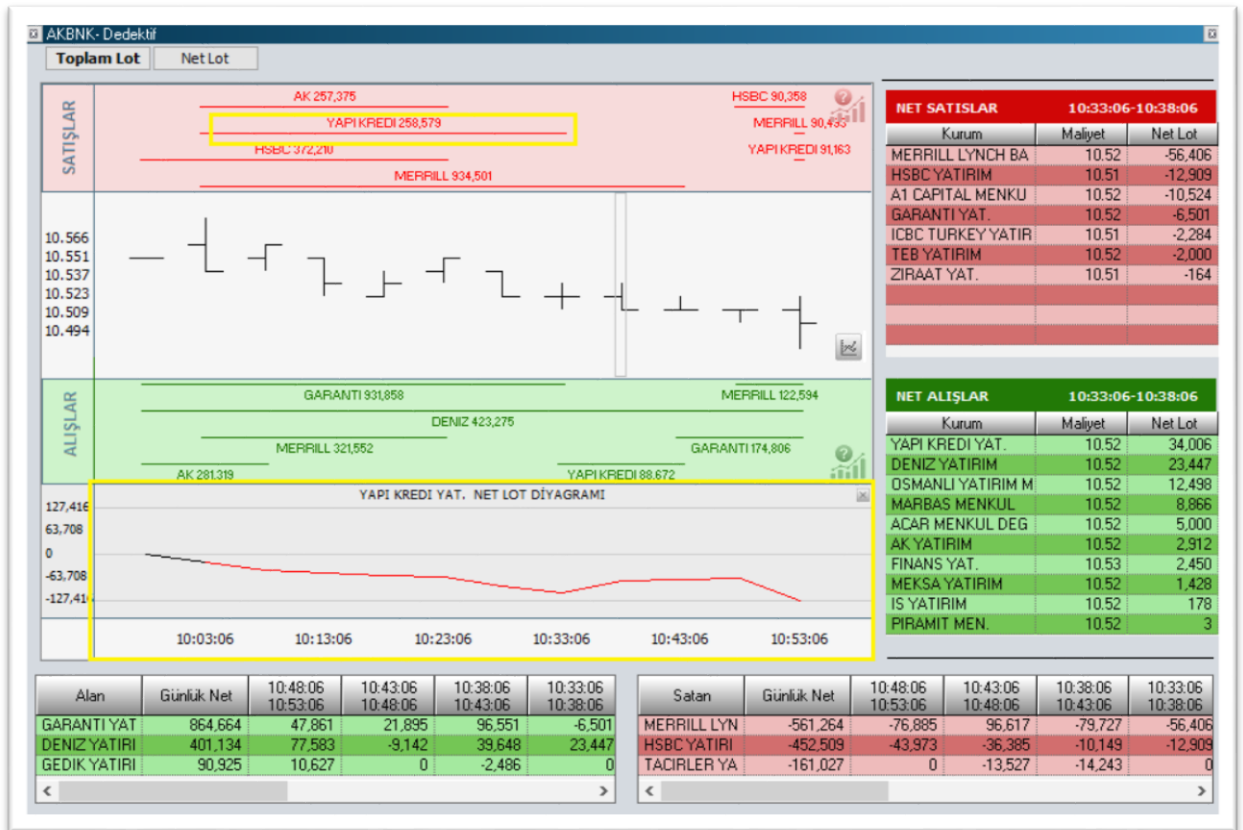 AKBNK- Dedektif
Toplam Lot
Net Lot
SATIŞLAR
AK 257,375
HSBC 90,358
YAPI KREDI 258,579
MERRILL 90,433
HSBC 372,210
YAPI KREDI 91,163
MERRILL 934,501
10.566
10.551
10.537
10.523
10.509
10.494
ALIŞLAR
GARANTI 931,858
MERRILL 122,594
DENIZ 423,275
MERRILL 321,552
GARANTI 174,806
AK 281,319
YAPI KREDI 88,672
YAPI KREDI YAT. NET LOT DİYAGRAMI
127,416
63,708
0
-63,708
-127,416
10:03:06 10:13:06 10:23:06 10:33:06 10:43:06 10:53:06
NET SATISLAR 10:33:06-10:38:06
Kurum Maliyet Net Lot
MERRILL LYNCH BA 10.52 -56,406
HSBC YATIRIM 10.51 -12,909
A1 CAPITAL MENKU 10.52 -10,524
GARANTI YAT. 10.52 -6,501
ICBC TURKEY YATIR 10.51 -2,284
TEB YATIRIM 10.52 -2,000
ZIRAAT YAT. 10.51 -164
NET ALIŞLAR 10:33:06-10:38:06
Kurum Maliyet Net Lot
YAPI KREDI YAT. 10.52 34,006
DENIZ YATIRIM 10.52 23,447
OSMANLI YATIRIM M 10.52 12,498
MARBAS MENKUL 10.52 8,866
ACAR MENKUL DEG 10.52 5,000
AK YATIRIM 10.52 2,912
FINANS YAT. 10.53 2,450
MEKSA YATIRIM 10.52 1,428
IS YATIRIM 10.52 178
PIRAMIT MEN. 10.52 3
Alan Günlük Net 10:48:06 10:43:06 10:38:06 10:33:06
10:53:06 10:48:06 10:43:06 10:38:06
GARANTI YAT 864,664 47,861 21,895 96,551 -6,501
DENIZ YATIRI 401,134 77,583 -9,142 39,648 23,447
GEDIK YATIRI 90,925 10,627 0 -2,486 0
Satan Günlük Net 10:48:06 10:43:06 10:38:06 10:33:06
10:53:06 10:48:06 10:43:06 10:38:06
MERRILL LYN -561,264 -76,885 96,617 -79,727 -56,406
HSBC YATIRI -452,509 -43,973 -36,385 -10,149 -12,909
TACIRLER YA -161,027 0 -13,527 -14,243 0